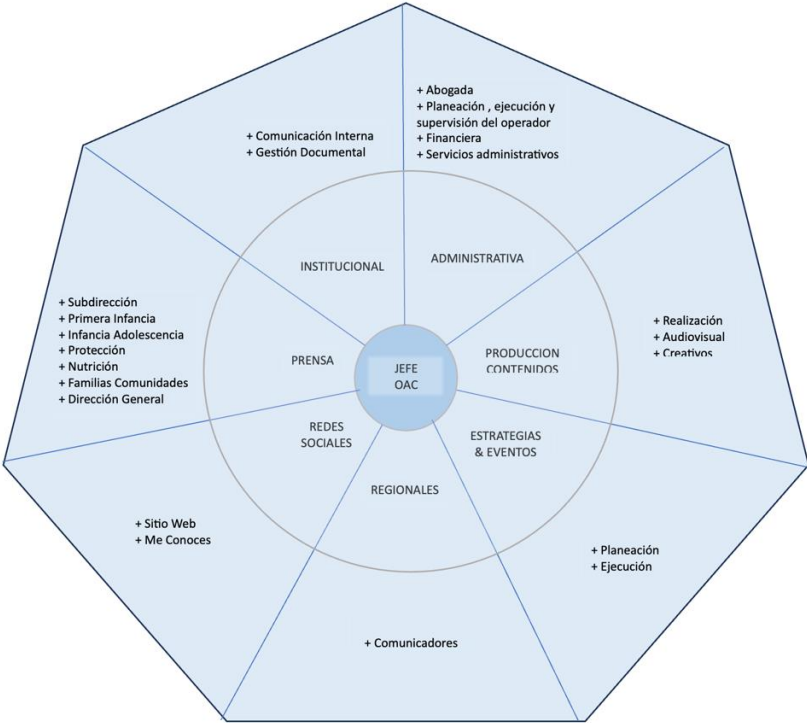 + Abogada
+ Planeación , ejecución y
supervisión del operador
+ Financiera
+ Servicios administrativos
+ Comunicación Interna
+ Gestión Documental
INSTITUCIONAL
ADMINISTRATIVA
+ Subdirección
+ Primera Infancia
+ Infancia Adolescencia
+ Protección
+ Nutrición
+ Familias Comunidades
+ Dirección General
PRENSA
JEFE
OAC
PRODUCCION
CONTENIDOS
+ Realización
+ Audiovisual
+ Creativos
REDES
SOCIALES
ESTRATEGIAS
& EVENTOS
REGIONALES
+ Sitio Web
+ Me Conoces
+ Planeación
+ Ejecución
+ Comunicadores